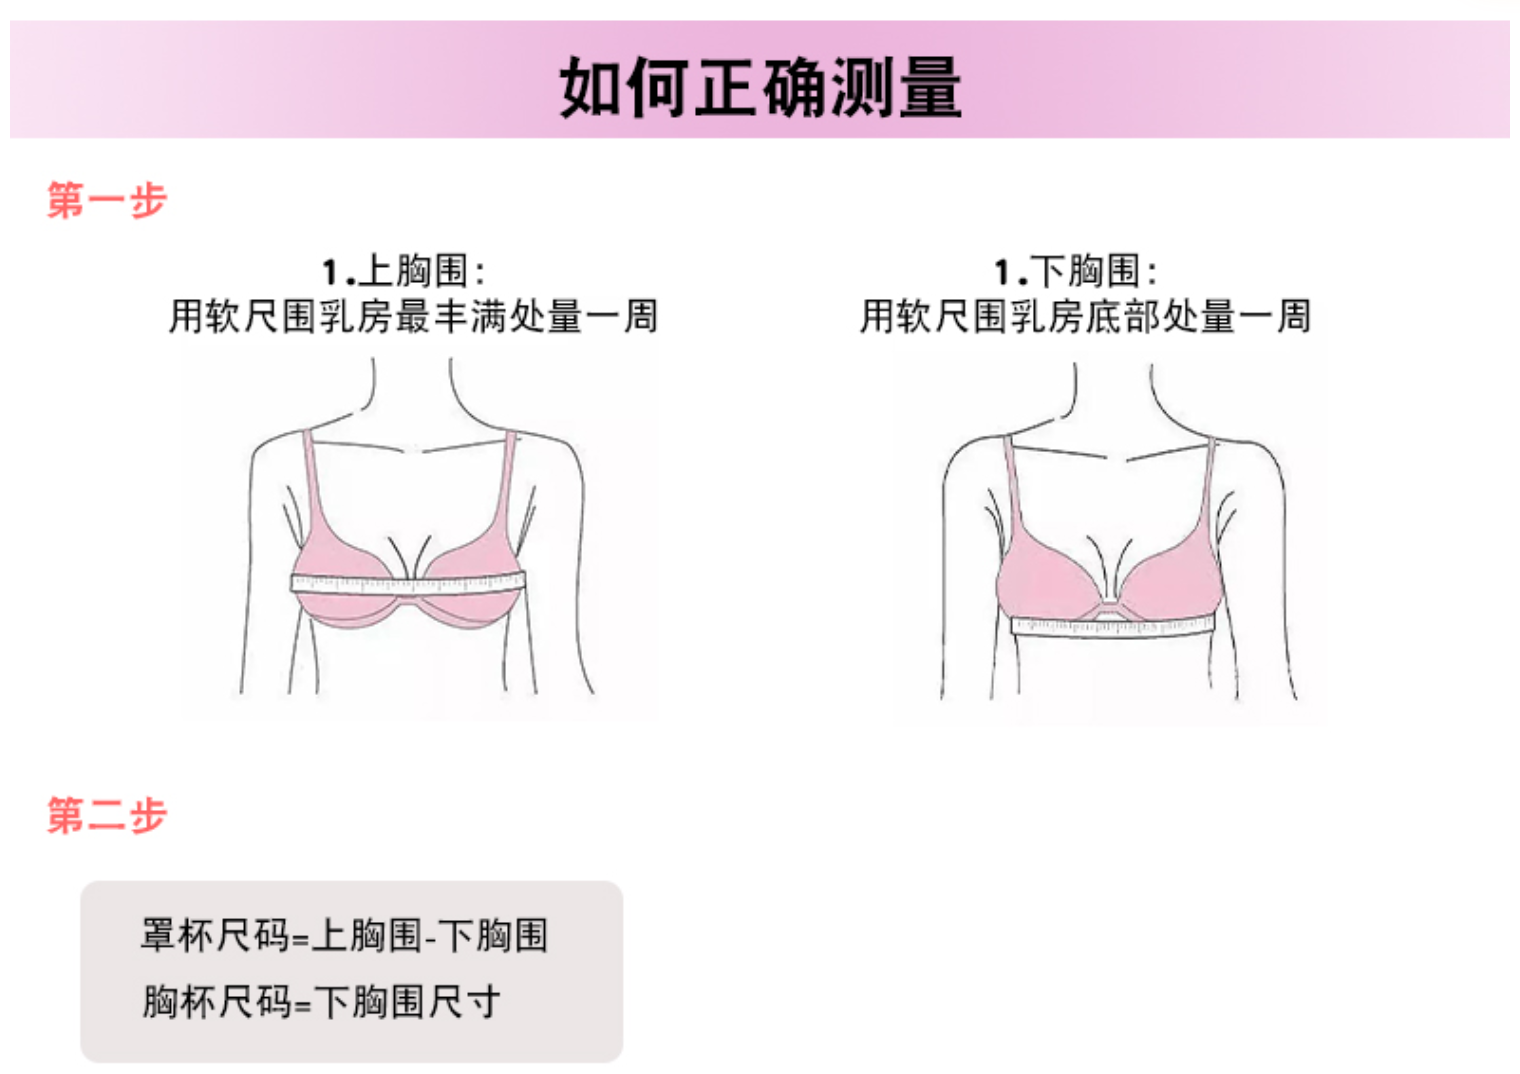 如何正确测量
第一步
1.上胸围：
用软尺围乳房最丰满处量一周
1.下胸围：
用软尺围乳房底部处量一周
第二步
罩杯尺码=上胸围-下胸围
胸杯尺码=下胸围尺寸